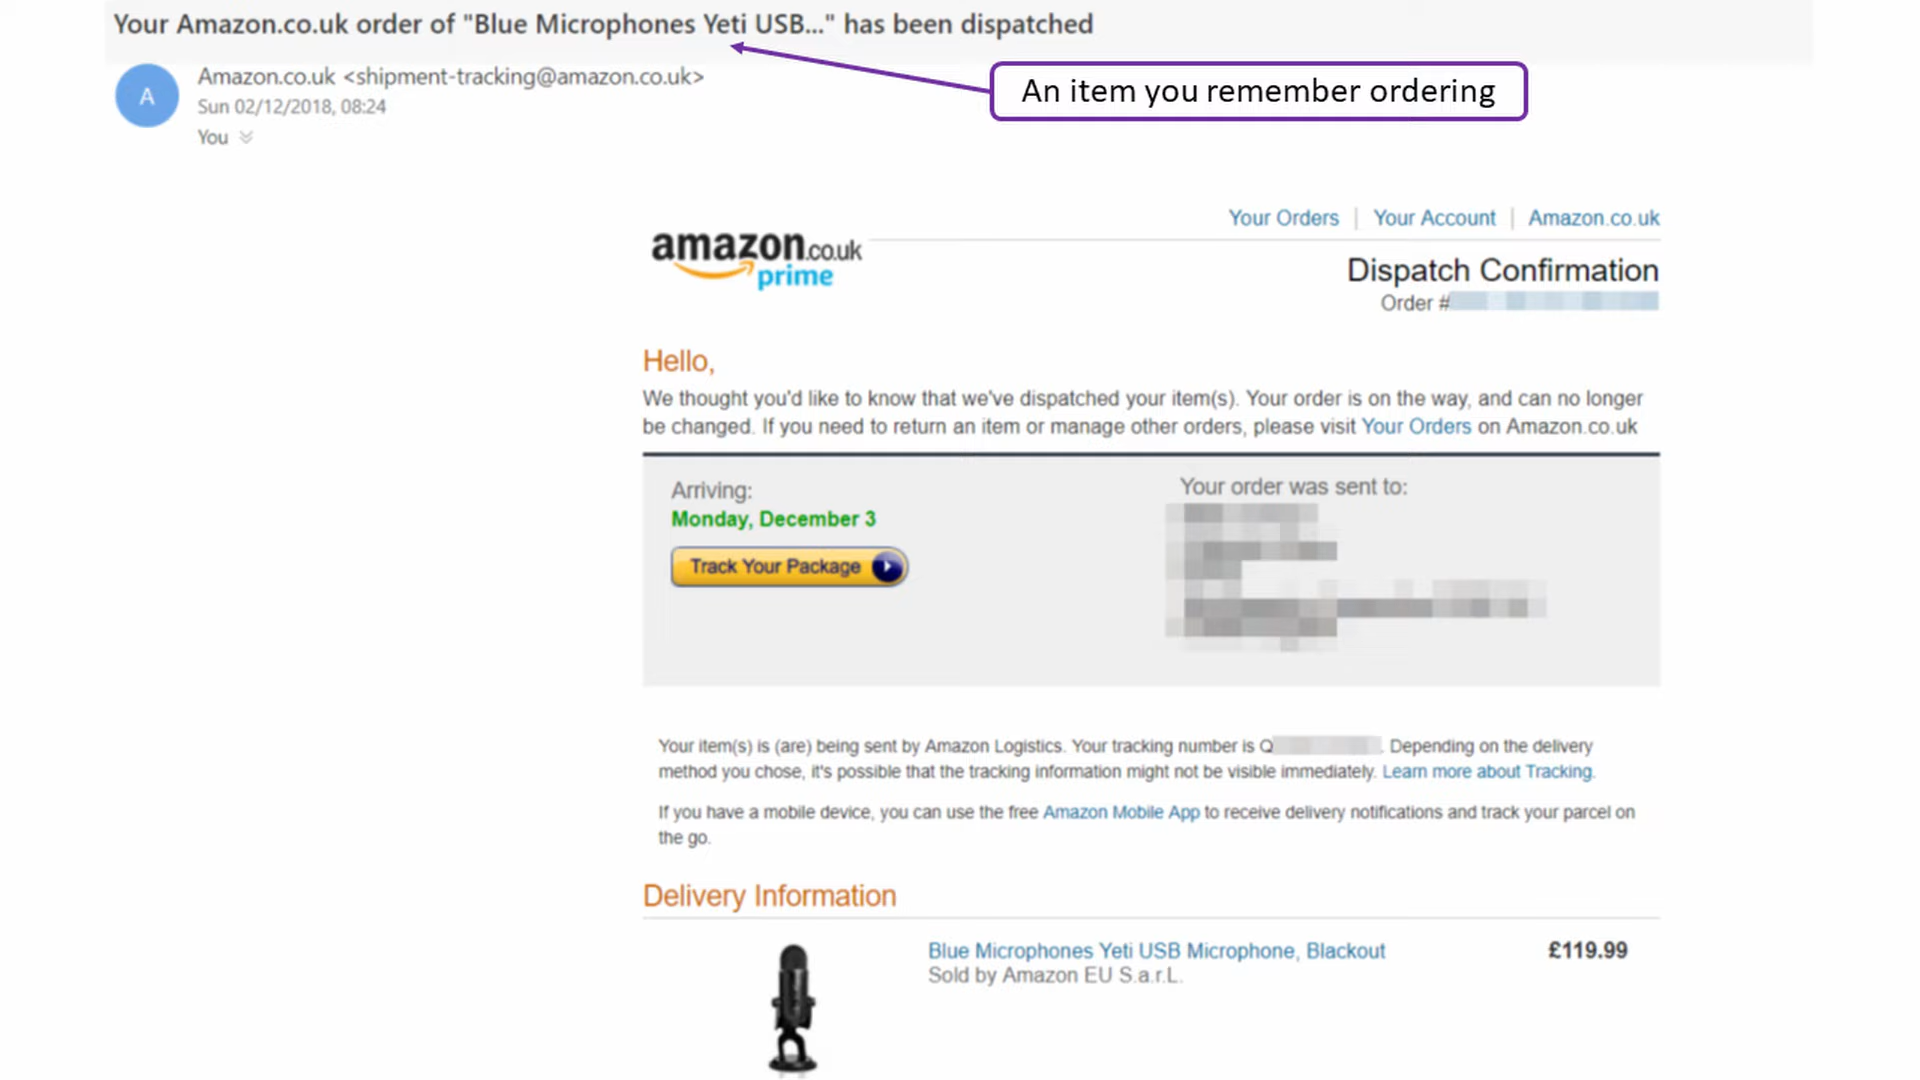 Your Amazon.co.uk order of "Blue Microphones Yeti USB..." has been dispatched
A
Amazon.co.uk <shipment-tracking@amazon.co.uk>
Sun 02/12/2018, 08:24
You
An item you remember ordering
Your Orders | Your Account | Amazon.co.uk
amazon.co.uk
prime
Dispatch Confirmation
Order #
Hello,
We thought you'd like to know that we've dispatched your item(s). Your order is on the way, and can no longer
be changed. If you need to return an item or manage other orders, please visit Your Orders on Amazon.co.uk
Arriving:
Monday, December 3
Track Your Package
Your order was sent to:
Your item(s) is (are) being sent by Amazon Logistics. Your tracking number is Q . Depending on the delivery
method you chose, it's possible that the tracking information might not be visible immediately. Learn more about Tracking.
If you have a mobile device, you can use the free Amazon Mobile App to receive delivery notifications and track your parcel on
the go.
Delivery Information
Blue Microphones Yeti USB Microphone, Blackout
£119.99
Sold by Amazon EU S.a.r.L.